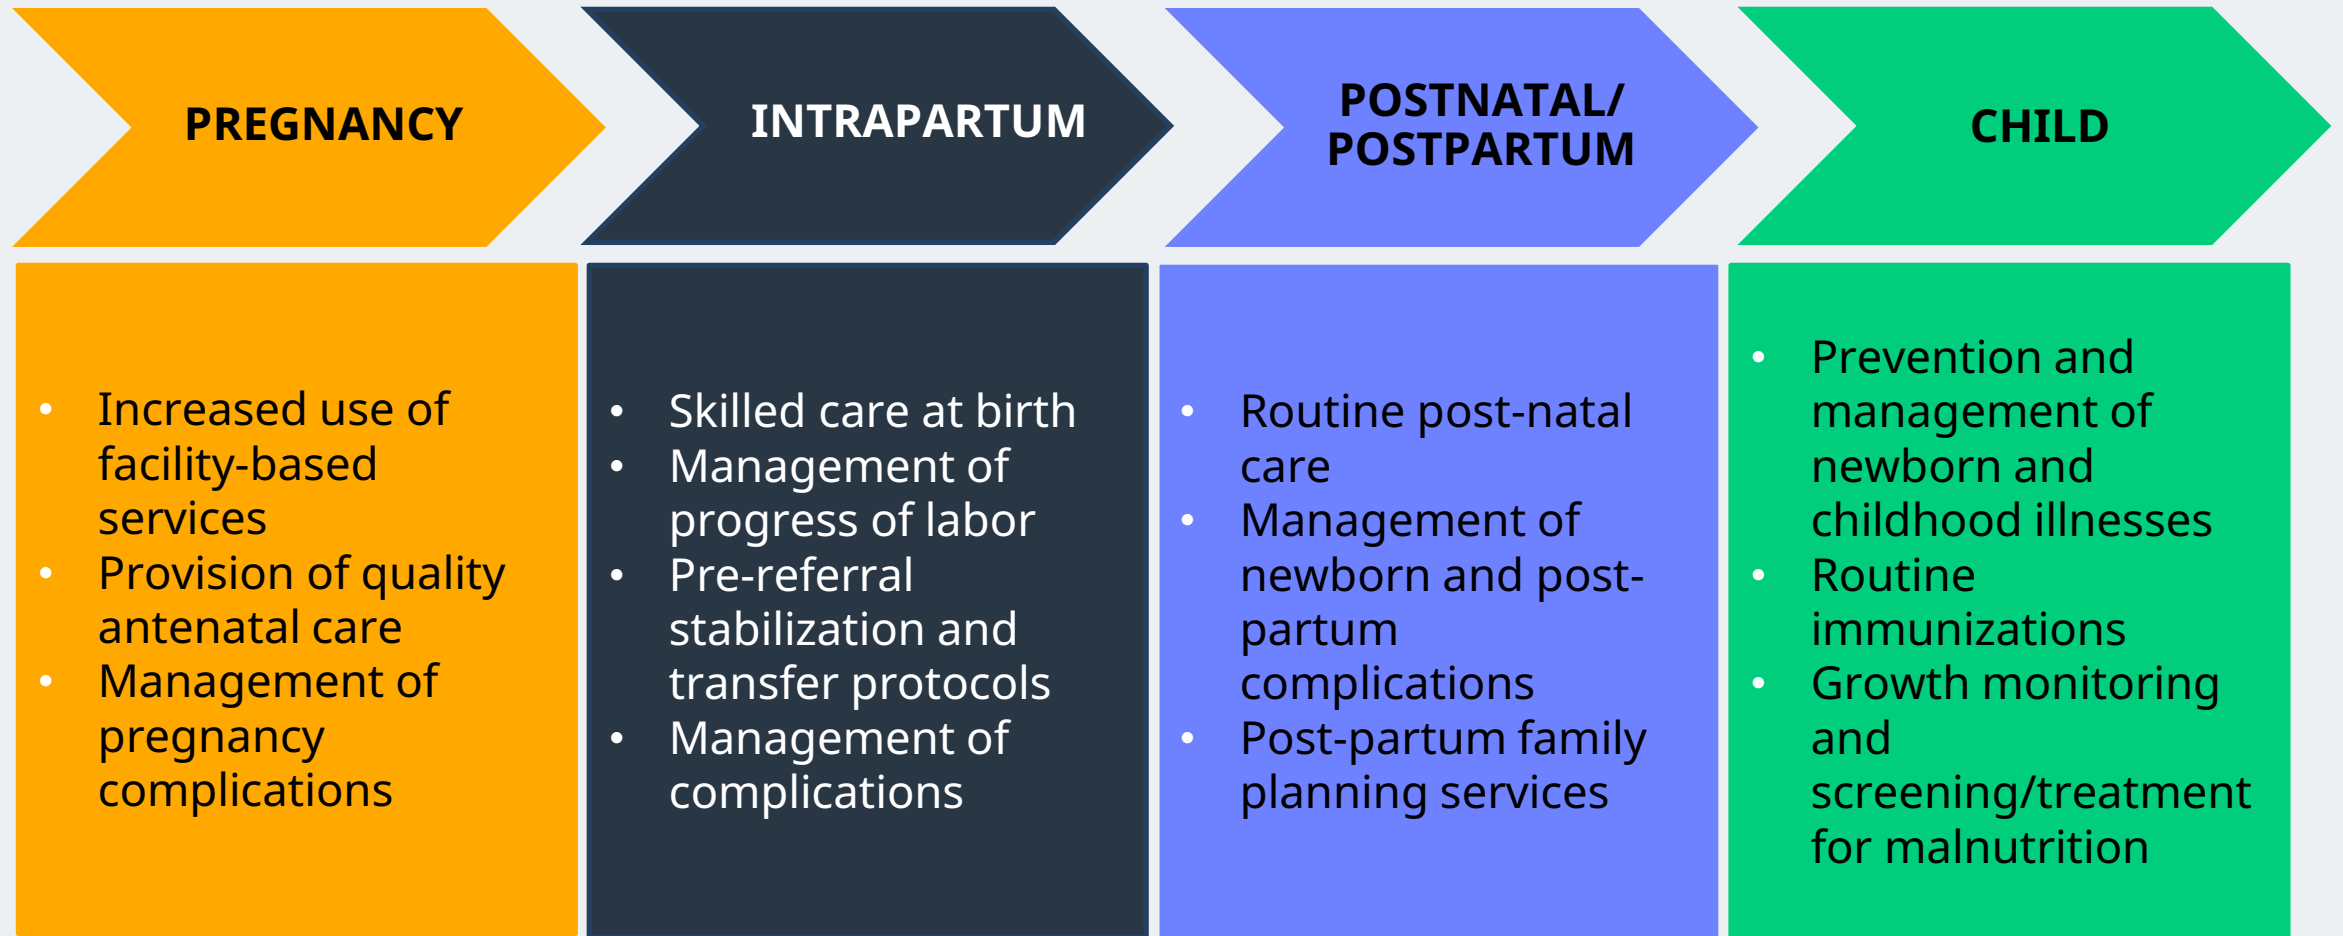 PREGNANCY
INTRAPARTUM
POSTNATAL/
POSTPARTUM
CHILD
• Increased use of
facility-based
services
• Provision of quality
antenatal care
• Management of
pregnancy
complications
• Skilled care at birth
• Management of
progress of labor
• Pre-referral
stabilization and
transfer protocols
• Management of
complications
• Routine post-natal
care
• Management of
newborn and post-
partum
complications
• Post-partum family
planning services
• Prevention and
management of
newborn and
childhood illnesses
• Routine
immunizations
• Growth monitoring
and
screening/treatment
for malnutrition